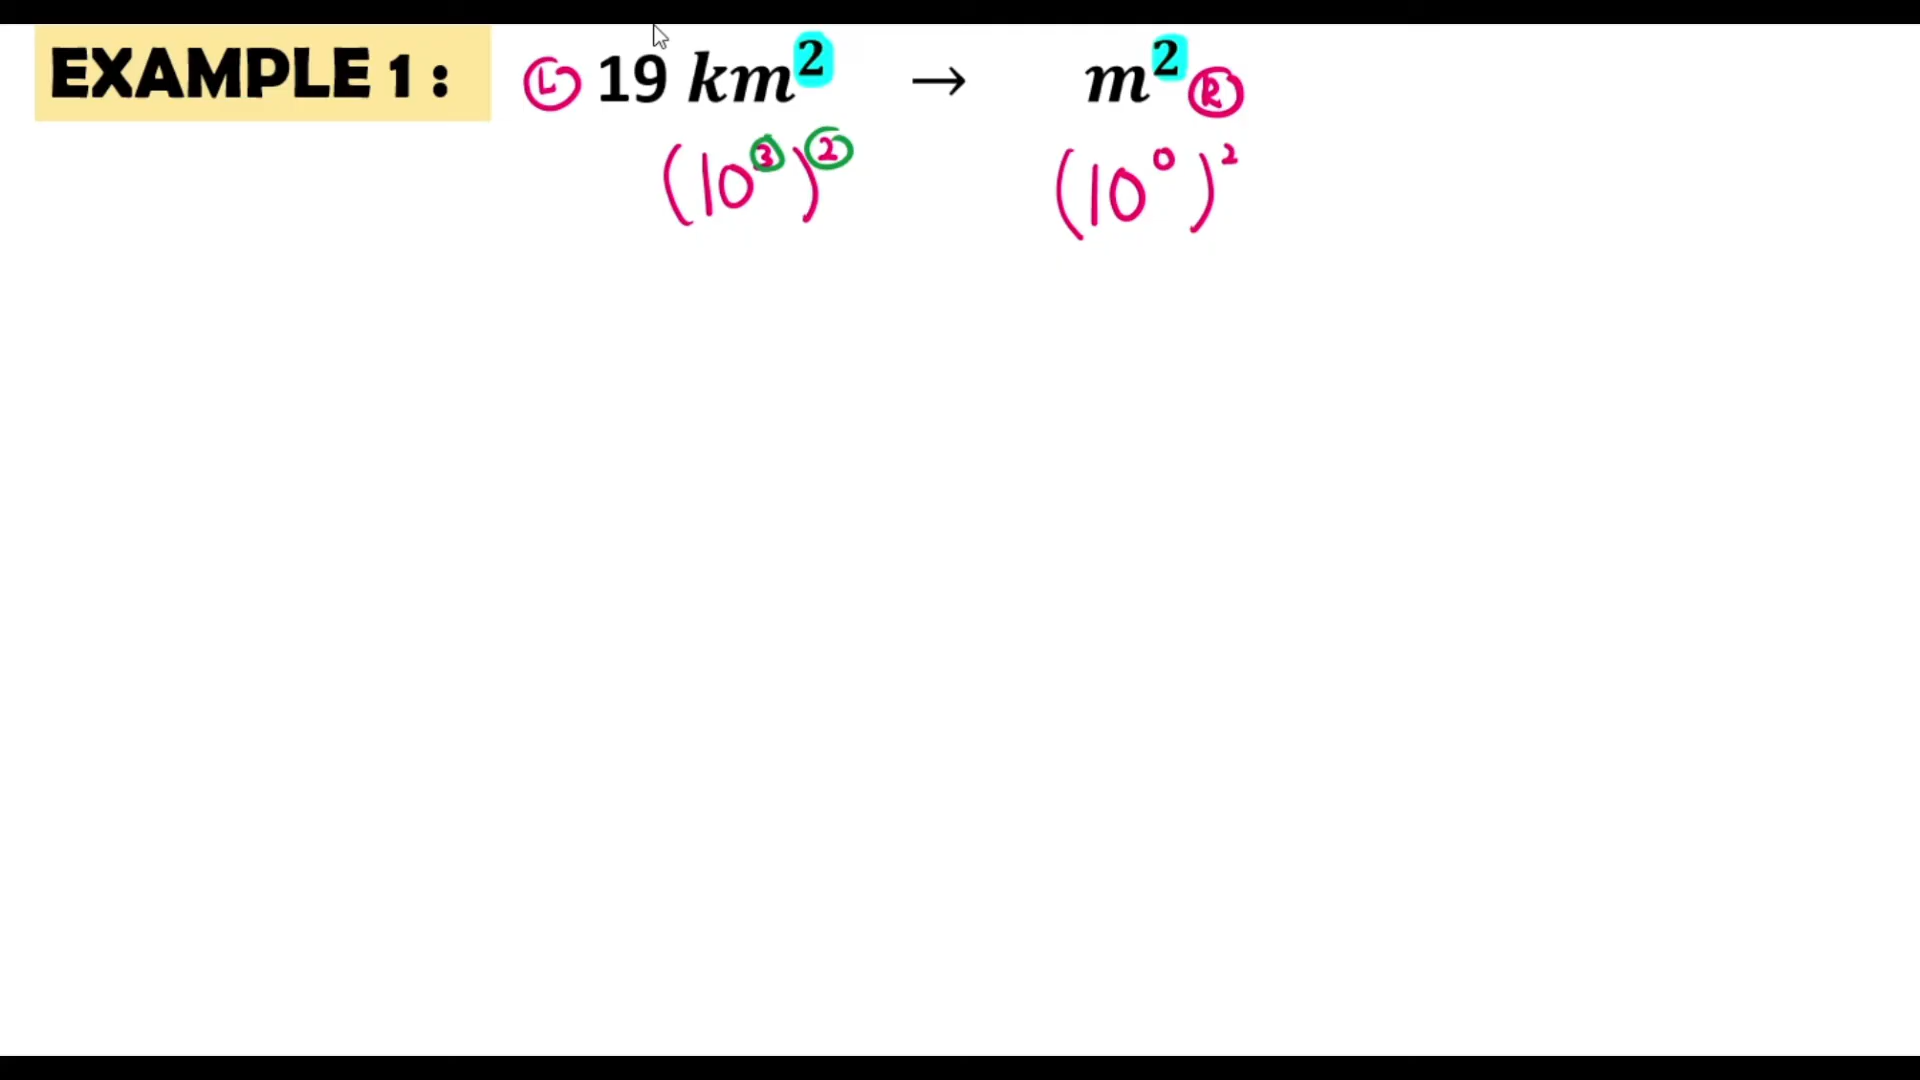 EXAMPLE 1 : Ⓛ 19 km² → m² Ⓡ
(10³)² (10⁰)²